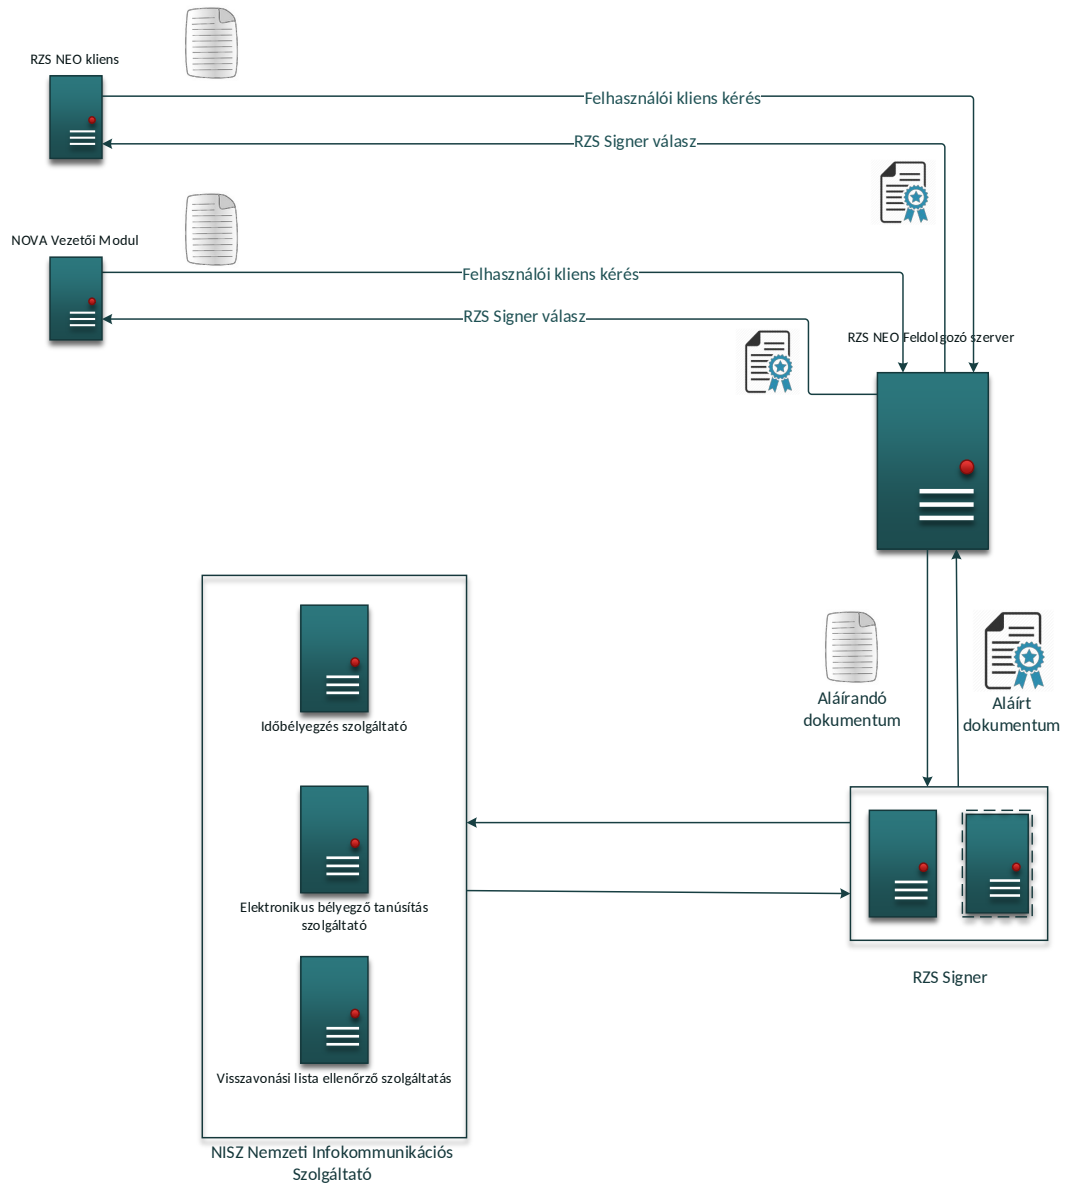 RZS NEO kliens
Felhasználói kliens kérés
RZS Signer válasz
NOVA Vezetői Modul
Felhasználói kliens kérés
RZS Signer válasz
RZS NEO Feldolgozó szerver
Aláírandó
dokumentum
Aláírt
dokumentum
Időbélyegzés szolgáltató
Elektronikus bélyegző tanúsítás
szolgáltató
Visszavonási lista ellenőrző szolgáltatás
RZS Signer
NISZ Nemzeti Infokommunikációs
Szolgáltató